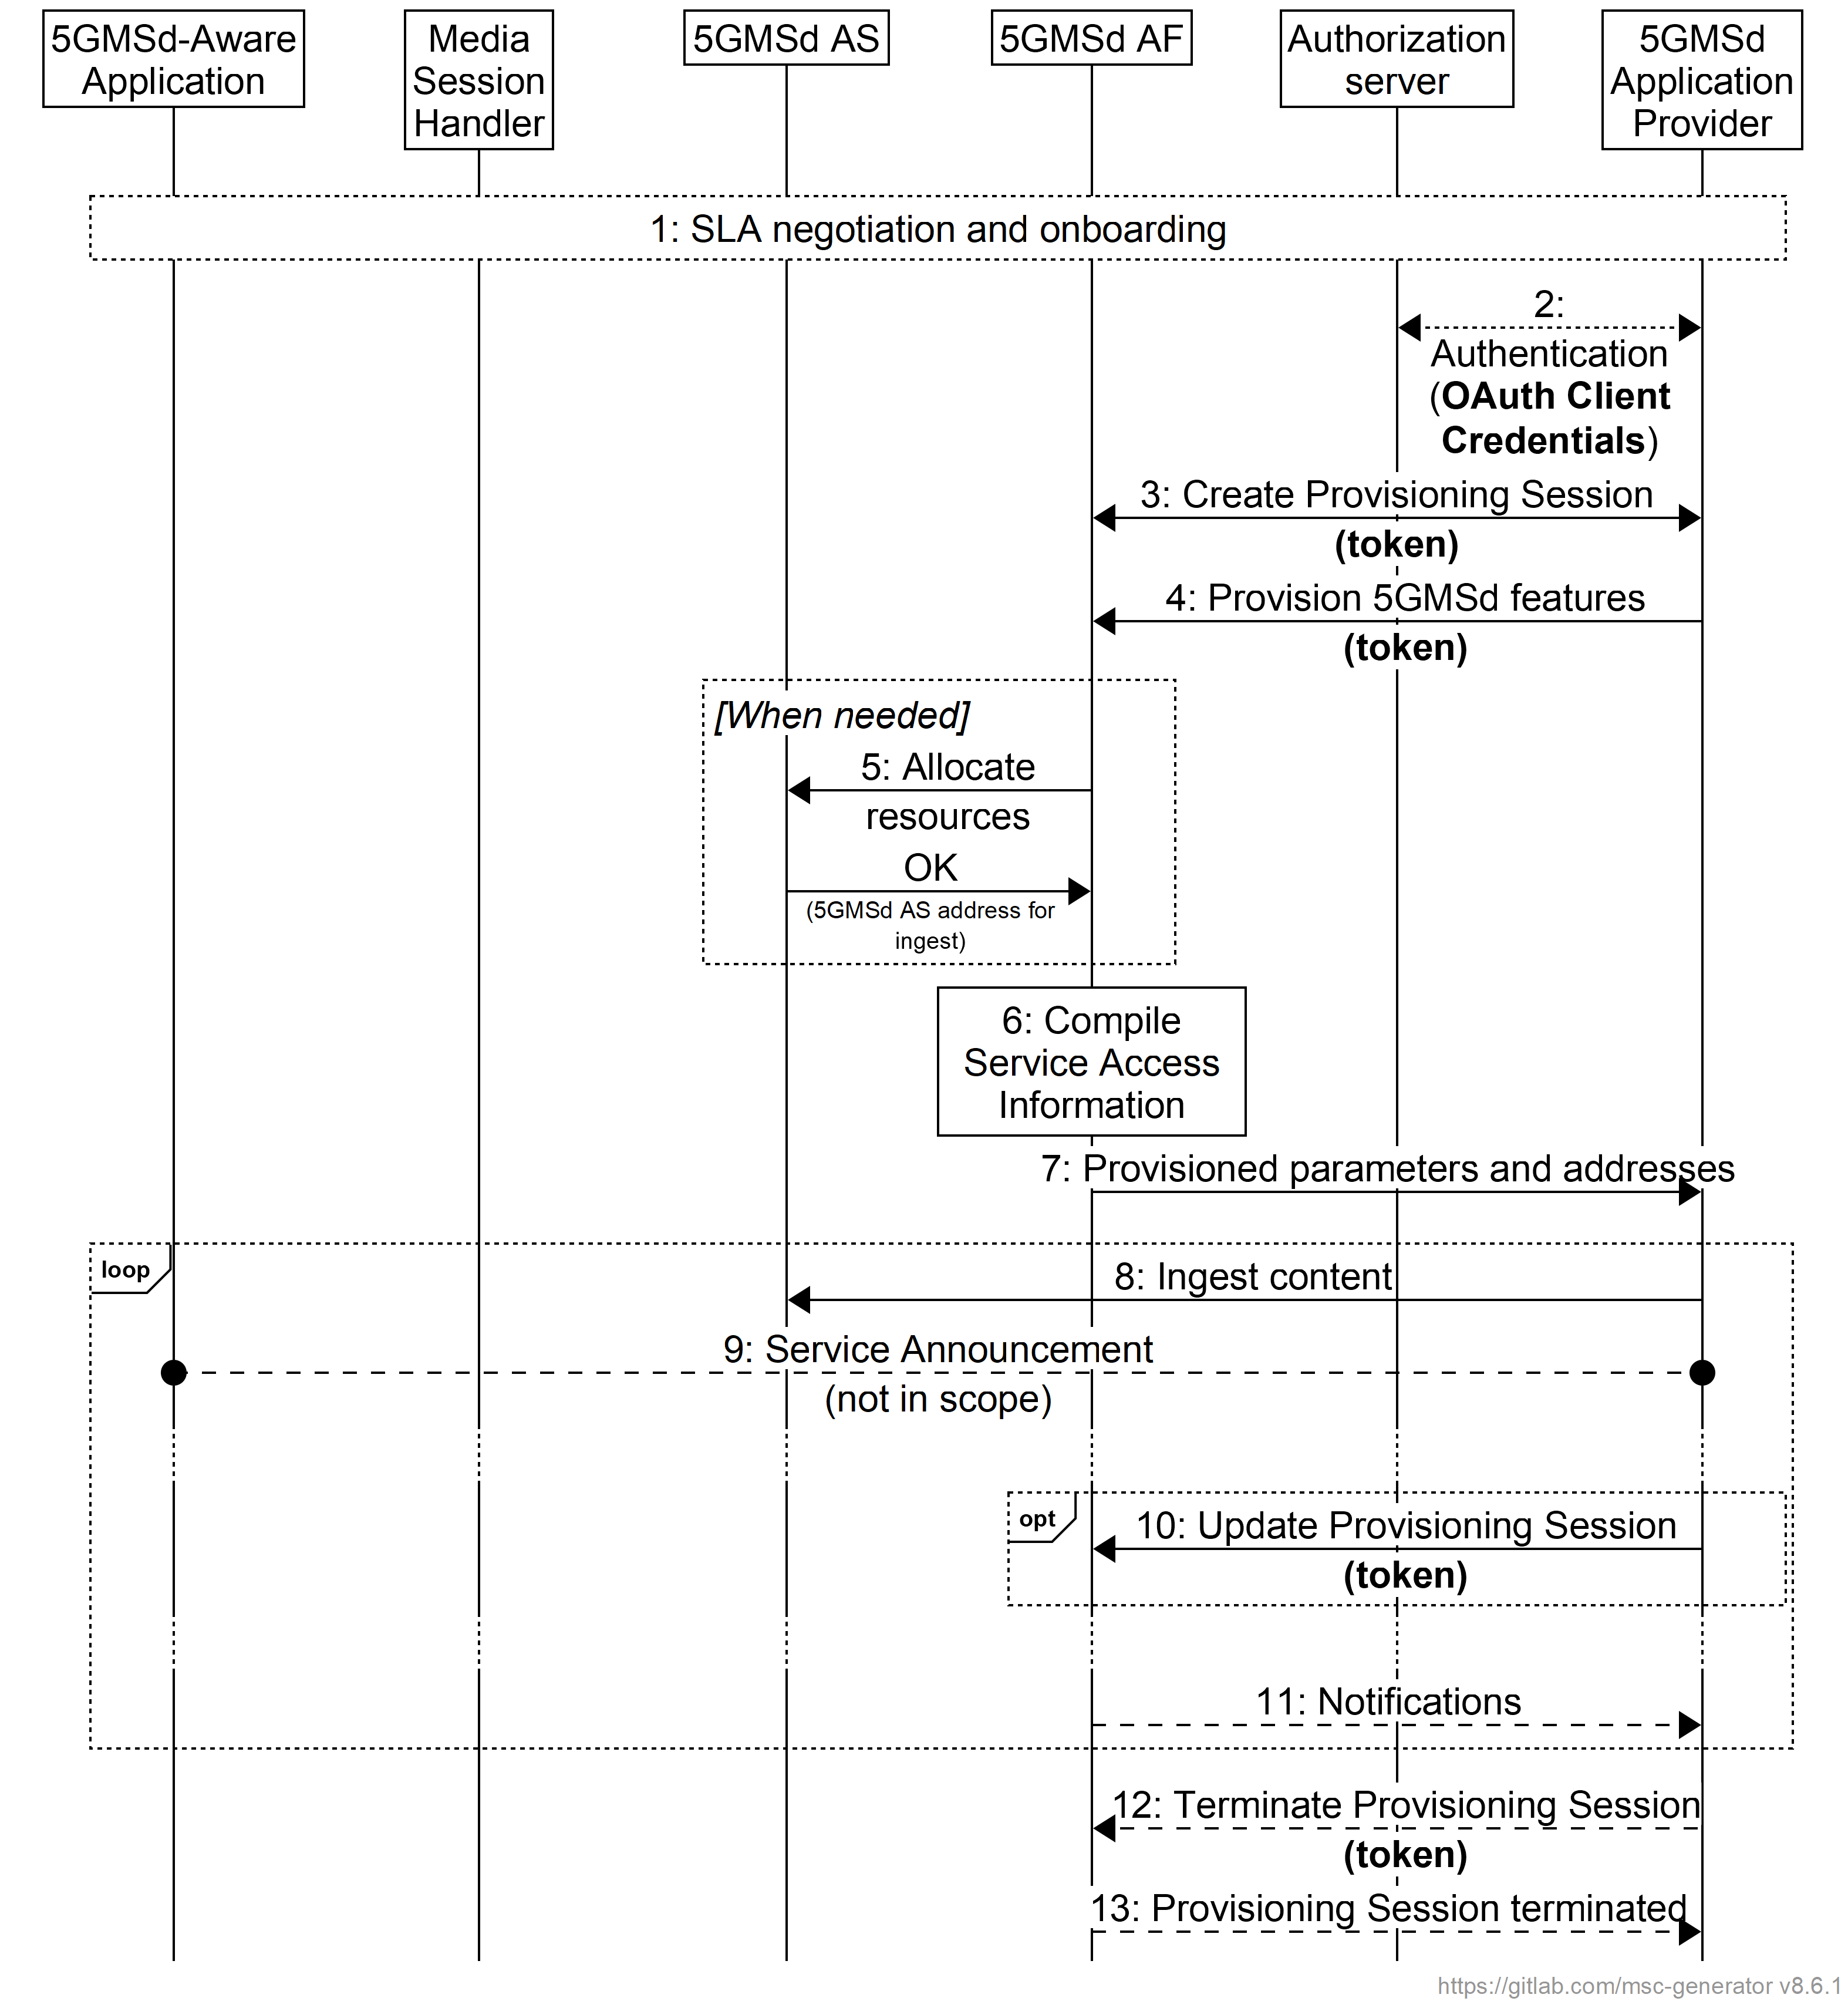 5GMSd-Aware
Application
Media
Session
Handler
5GMSd AS
5GMSd AF
Authorization
server
5GMSd
Application
Provider
1: SLA negotiation and onboarding
2:
Authentication
(OAuth Client
Credentials)
3: Create Provisioning Session
(token)
4: Provision 5GMSd features
(token)
[When needed]
5: Allocate
resources
OK
(5GMSd AS address for
ingest)
6: Compile
Service Access
Information
7: Provisioned parameters and addresses
loop
8: Ingest content
9: Service Announcement
(not in scope)
opt
10: Update Provisioning Session
(token)
11: Notifications
12: Terminate Provisioning Session
(token)
13: Provisioning Session terminated
https://gitlab.com/msc-generator v8.6.1